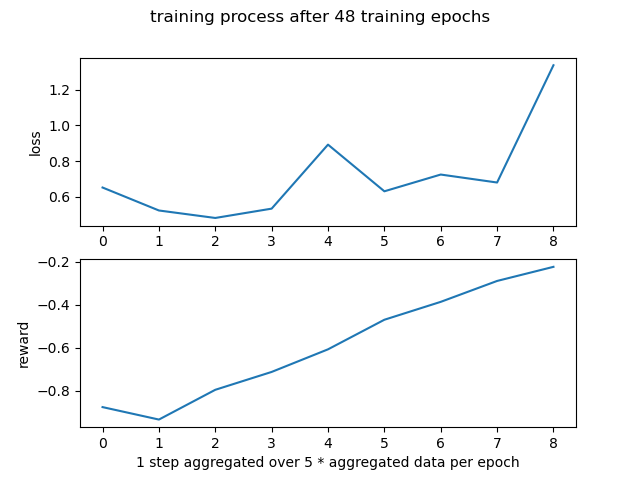 training process after 48 training epochs
1.2
1.0
0.8
0.6
loss
0 1 2 3 4 5 6 7 8
−0.2
−0.4
−0.6
−0.8
reward
0 1 2 3 4 5 6 7 8
1 step aggregated over 5 * aggregated data per epoch